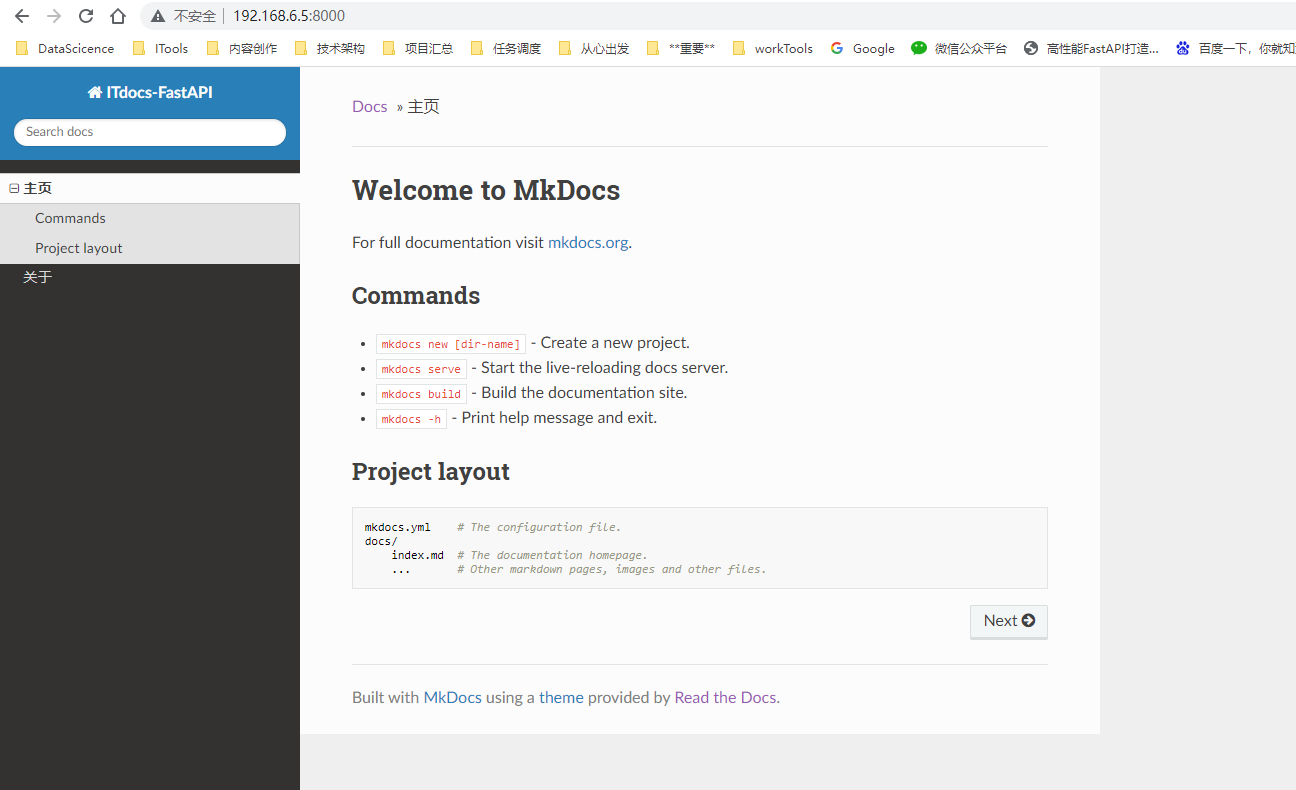 不安全 192.168.6.5:8000
DataScicence ITools 内容创作 技术架构 项目汇总 任务调度 从心出发 **重要** workTools Google 微信公众平台 高性能FastAPI打造... 百度一下，你就知
ITdocs-FastAPI
Search docs
主页
Commands
Project layout
关于
Docs » 主页
Welcome to MkDocs
For full documentation visit mkdocs.org.
Commands
• mkdocs new [dir-name] - Create a new project.
• mkdocs serve - Start the live-reloading docs server.
• mkdocs build - Build the documentation site.
• mkdocs -h - Print help message and exit.
Project layout
mkdocs.yml # The configuration file.
docs/
index.md # The documentation homepage.
... # Other markdown pages, images and other files.
Next
Built with MkDocs using a theme provided by Read the Docs.